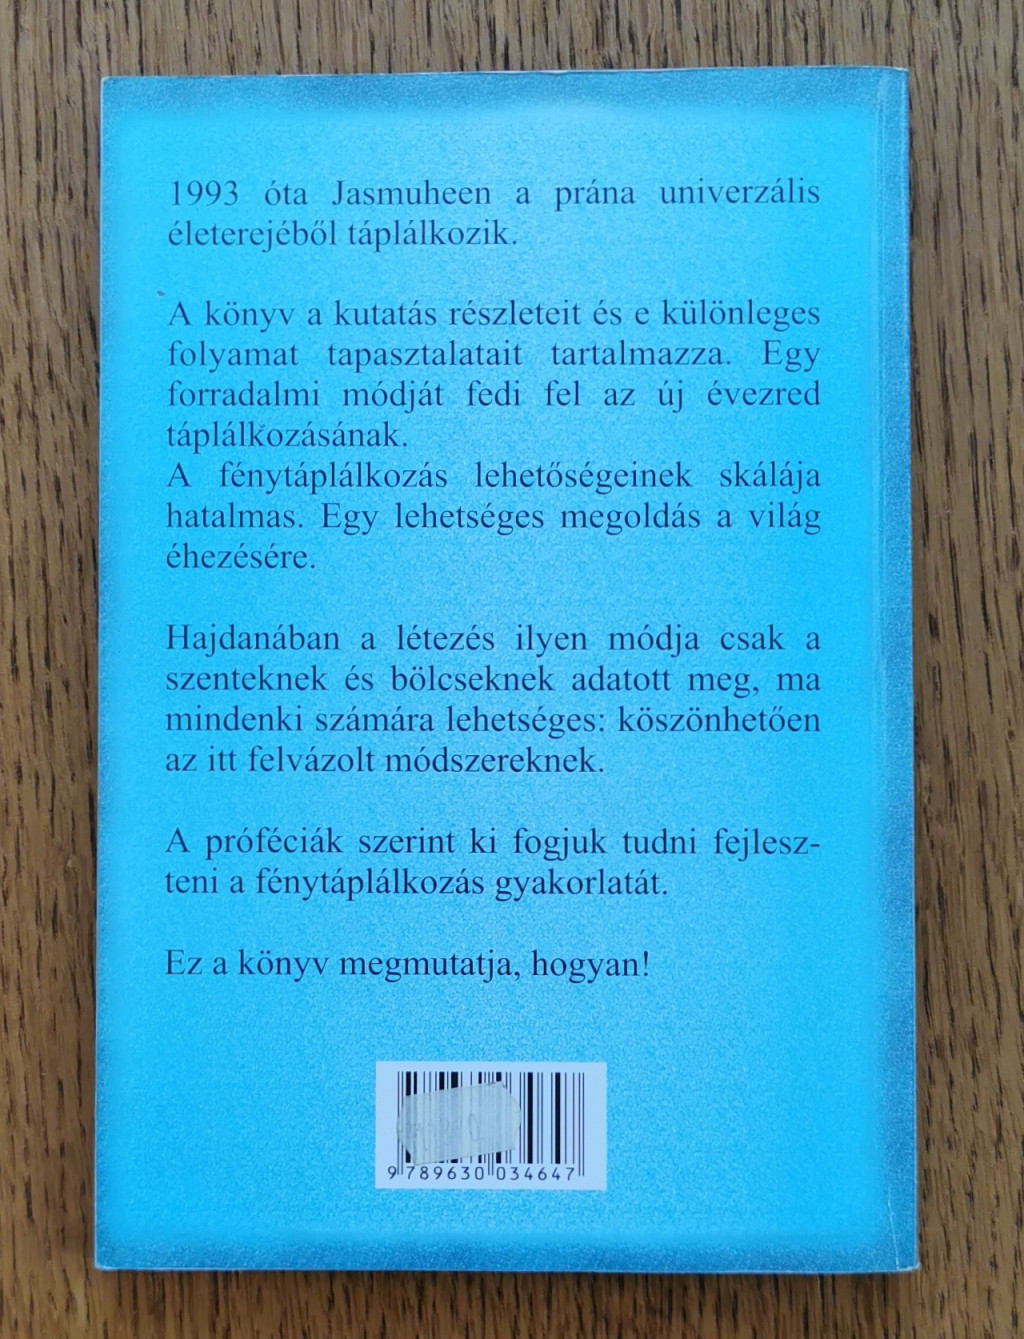 1993 óta Jasmuheen a prána univerzális
életerejéből táplálkozik.
A könyv a kutatás részleteit és e különleges
folyamat tapasztalatait tartalmazza. Egy
forradalmi módját fedi fel az új évezred
táplálkozásának.
A fénytáplálkozás lehetőségeinek skálája
hatalmas. Egy lehetséges megoldás a világ
éhezésére.
Hajdanában a létezés ilyen módja csak a
szenteknek és bölcseknek adatott meg, ma
mindenki számára lehetséges: köszönhetően
az itt felvázolt módszereknek.
A próféciák szerint ki fogjuk tudni fejlesz-
teni a fénytáplálkozás gyakorlatát.
Ez a könyv megmutatja, hogyan!
9 789630 034647